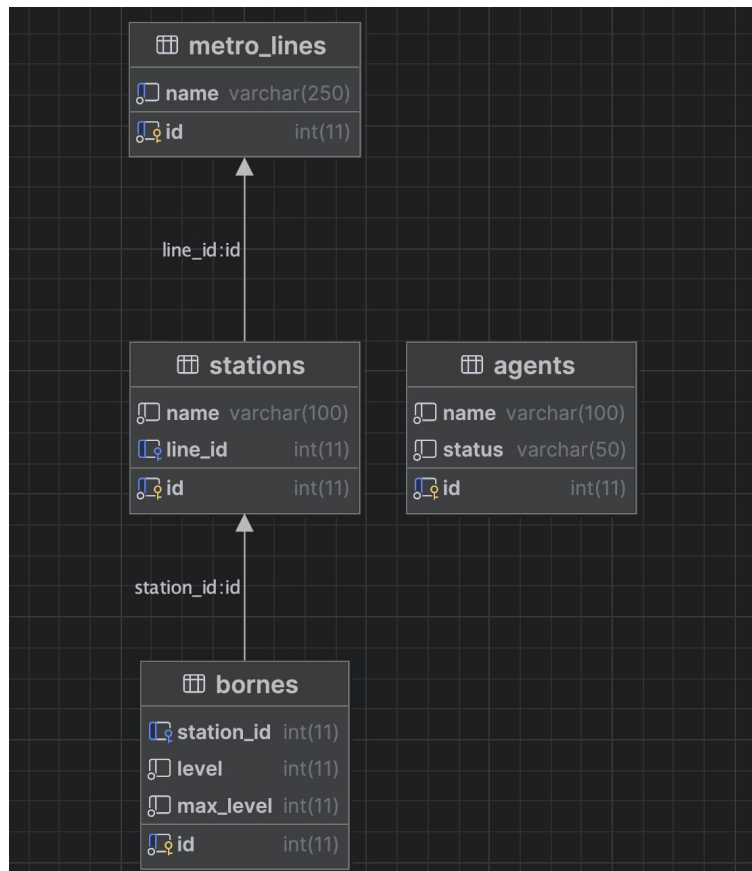 metro_lines
name varchar(250)
id int(11)
line_id:id
stations
name varchar(100)
line_id int(11)
id int(11)
agents
name varchar(100)
status varchar(50)
id int(11)
station_id:id
bornes
station_id int(11)
level int(11)
max_level int(11)
id int(11)